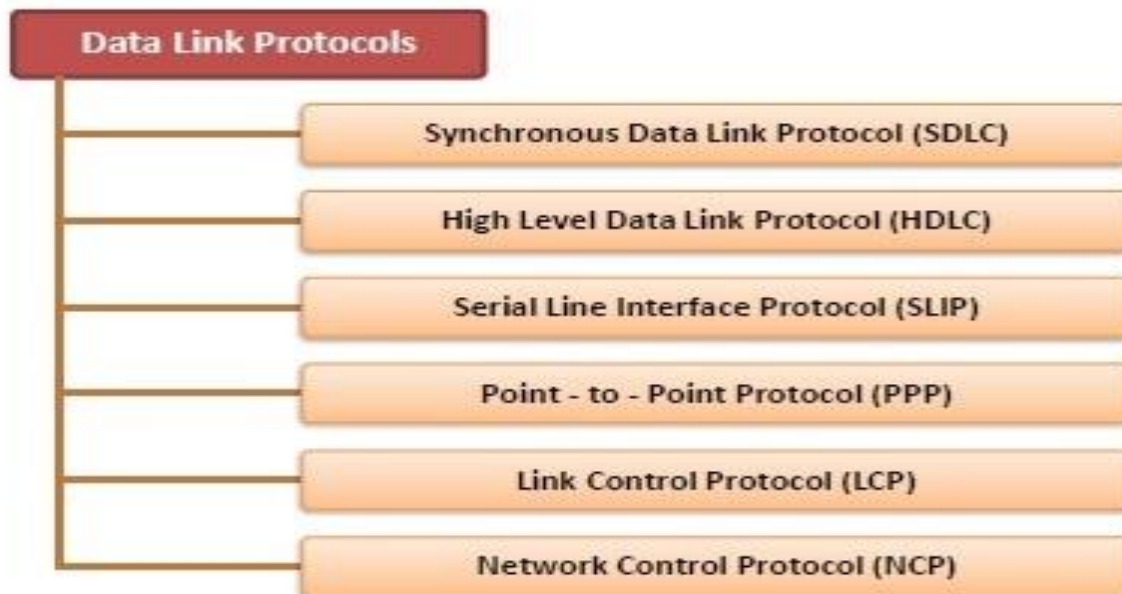 Data Link Protocols
Synchronous Data Link Protocol (SDLC)
High Level Data Link Protocol (HDLC)
Serial Line Interface Protocol (SLIP)
Point - to - Point Protocol (PPP)
Link Control Protocol (LCP)
Network Control Protocol (NCP)